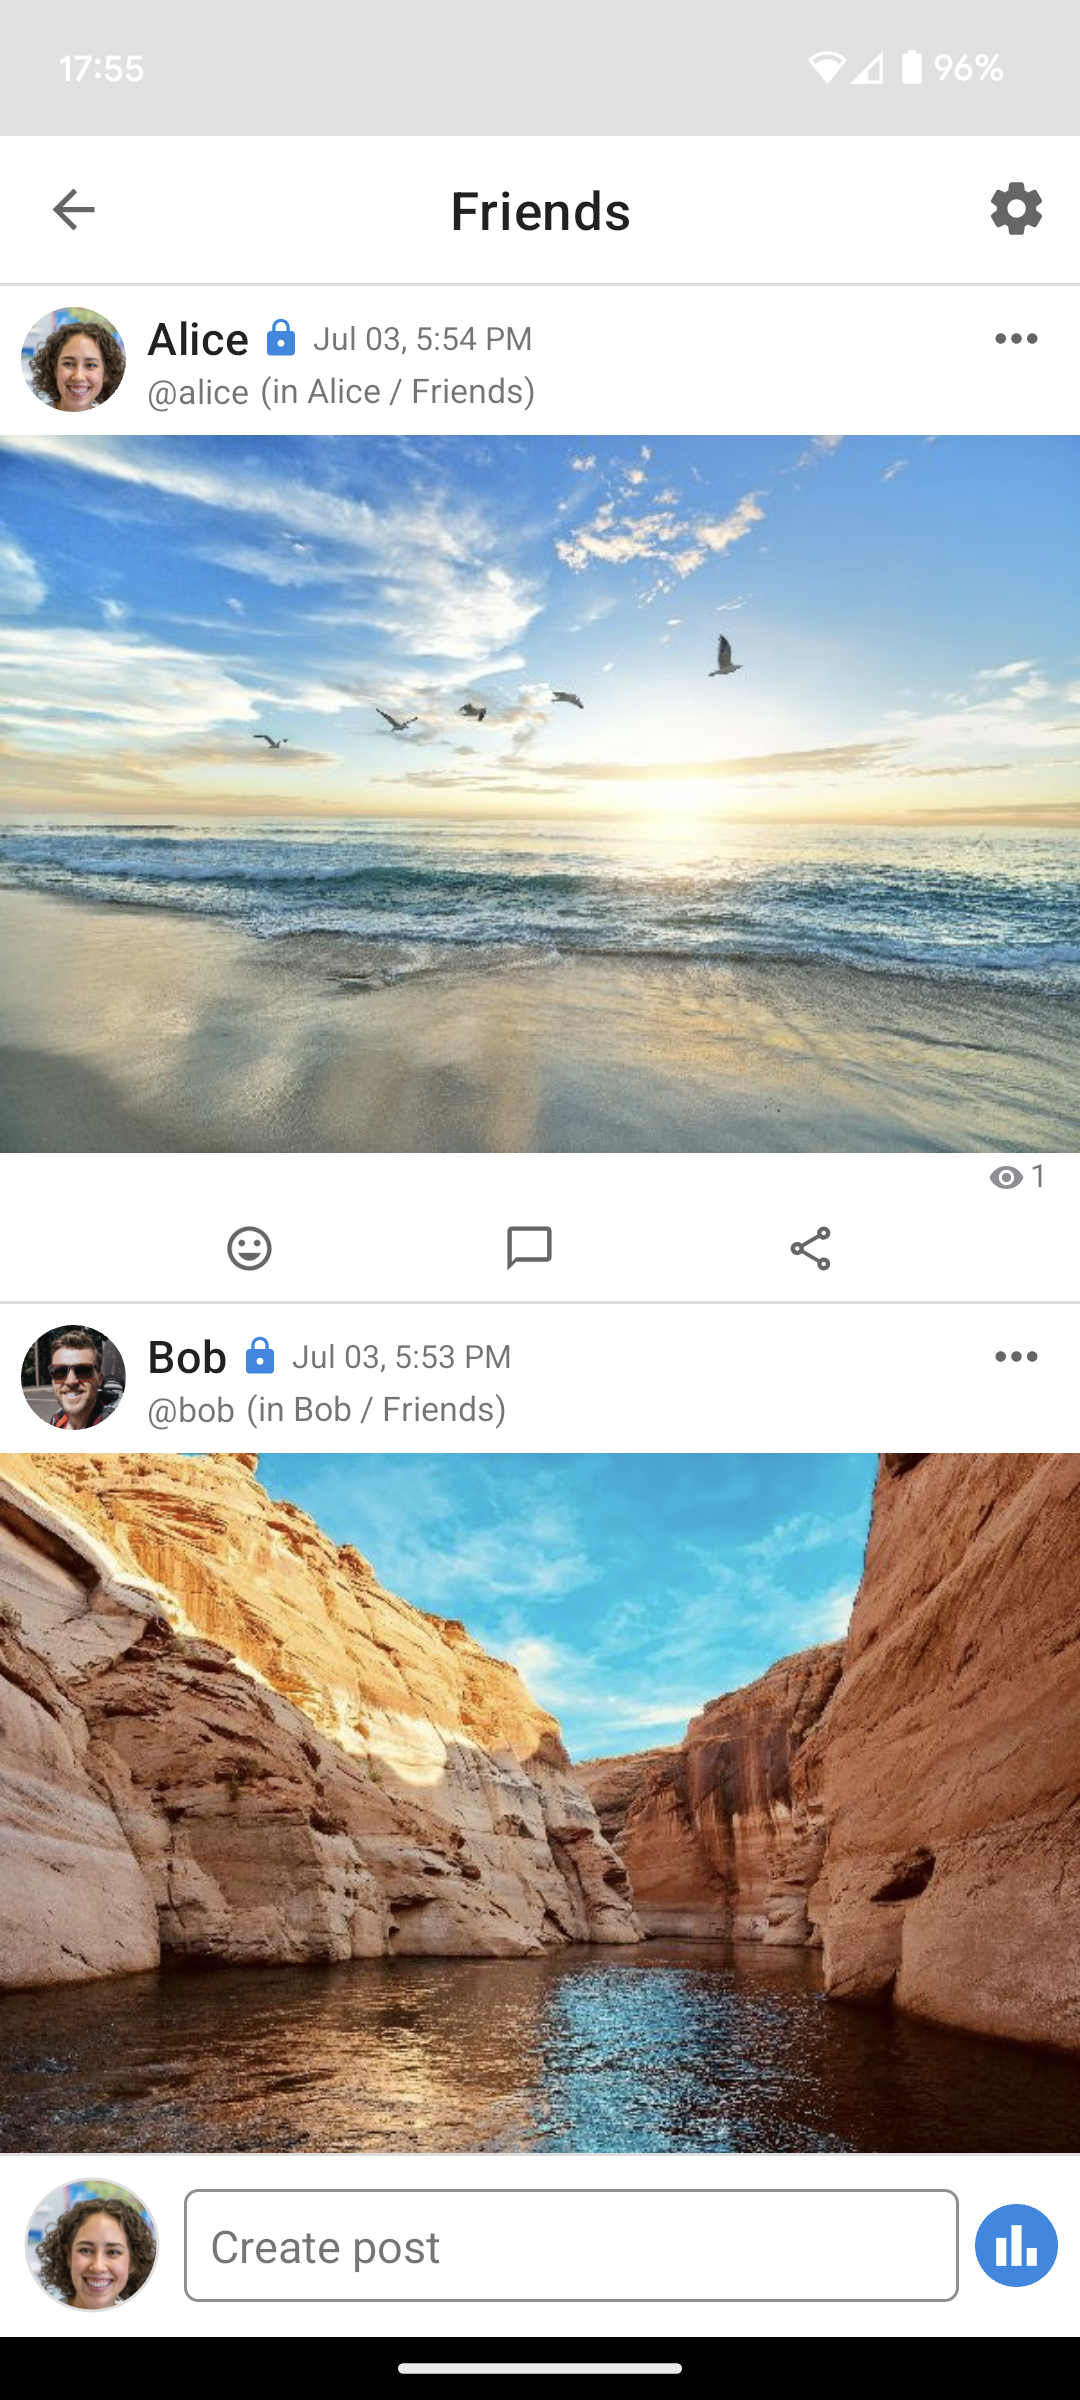 17:55
96%
Friends
Alice Jul 03, 5:54 PM
@alice (in Alice / Friends)
1
Bob Jul 03, 5:53 PM
@bob (in Bob / Friends)
Create post